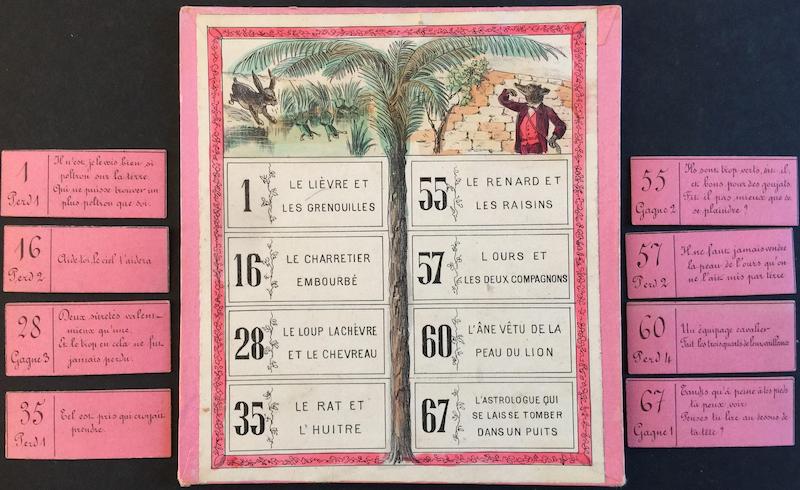 1
Perd 1
Il n'est, je le vois bien si
poltron sur la terre.
Qui ne puisse trouver un
plus poltron que soi.
16
Perd 2
Aide-toi, le ciel t'aidera
28
Gagne 3
Deux sûretés valent
mieux qu'une.
Et le trop en cela ne fut
jamais perdu.
35
Perd 1
Tel est pris qui croyait
prendre.
1
LE LIÈVRE ET
LES GRENOUILLES
16
LE CHARRETIER
EMBOURBÉ
28
LE LOUP LA CHÈVRE
ET LE CHEVREAU
35
LE RAT ET
L'HUITRE
55
LE RENARD ET
LES RAISINS
57
L'OURS ET
LES DEUX COMPAGNONS
60
L'ÂNE VÊTU DE LA
PEAU DU LION
67
L'ASTROLOGUE QUI
SE LAISSE TOMBER
DANS UN PUITS
55
Gagne 2
Ils sont trop verts, dit-il,
et bons pour des goujats.
Fit-il pas mieux que de
se plaindre ?
57
Perd 2
Il ne faut jamais vendre
la peau de l'ours qu'on
ne l'ait mis par terre
60
Perd 4
Un équipage cavalier
Fait les trois quarts de leur vaillance
67
Gagne 1
Tandis qu'à peine à tes pieds
tu peux voir
Penses-tu lire au dessus de
ta tête ?